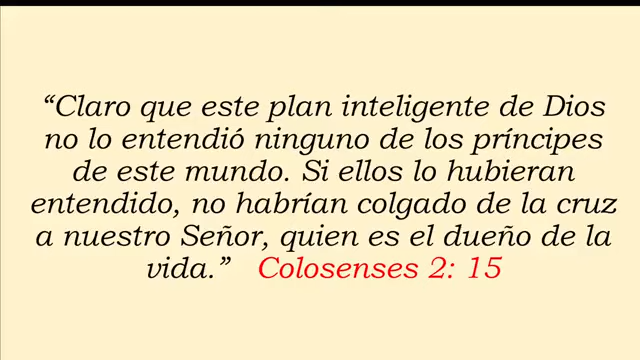 “Claro que este plan inteligente de Dios
no lo entendió ninguno de los príncipes
de este mundo. Si ellos lo hubieran
entendido, no habrían colgado de la cruz
a nuestro Señor, quien es el dueño de la
vida.” Colosenses 2: 15